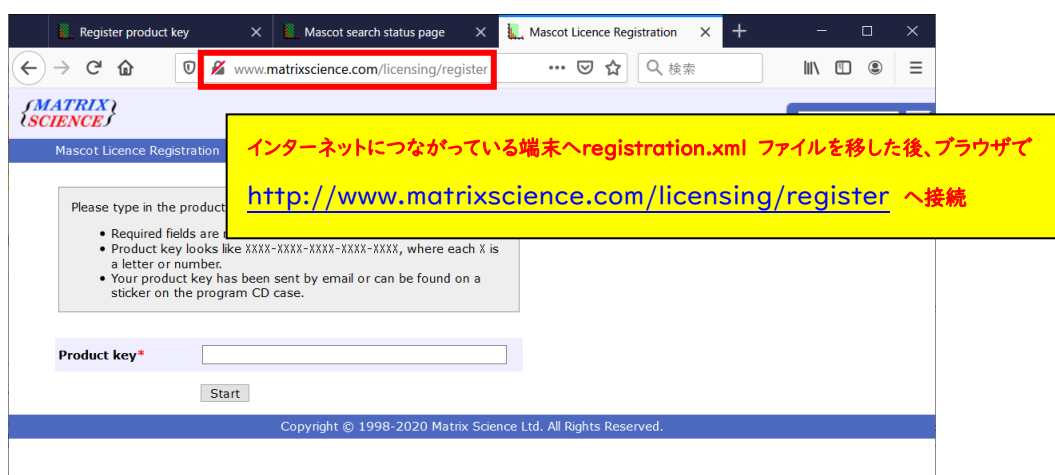 Register product key
Mascot search status page
Mascot Licence Registration
www.matrixscience.com/licensing/register
検索
{MATRIX}
{SCIENCE}
Mascot Licence Registration
インターネットにつながっている端末へregistration.xml ファイルを移した後、ブラウザで
http://www.matrixscience.com/licensing/register へ接続
Please type in the product
• Required fields are
• Product key looks like XXXX-XXXX-XXXX-XXXX-XXXX, where each X is
a letter or number.
• Your product key has been sent by email or can be found on a
sticker on the program CD case.
Product key*
Start
Copyright © 1998-2020 Matrix Science Ltd. All Rights Reserved.